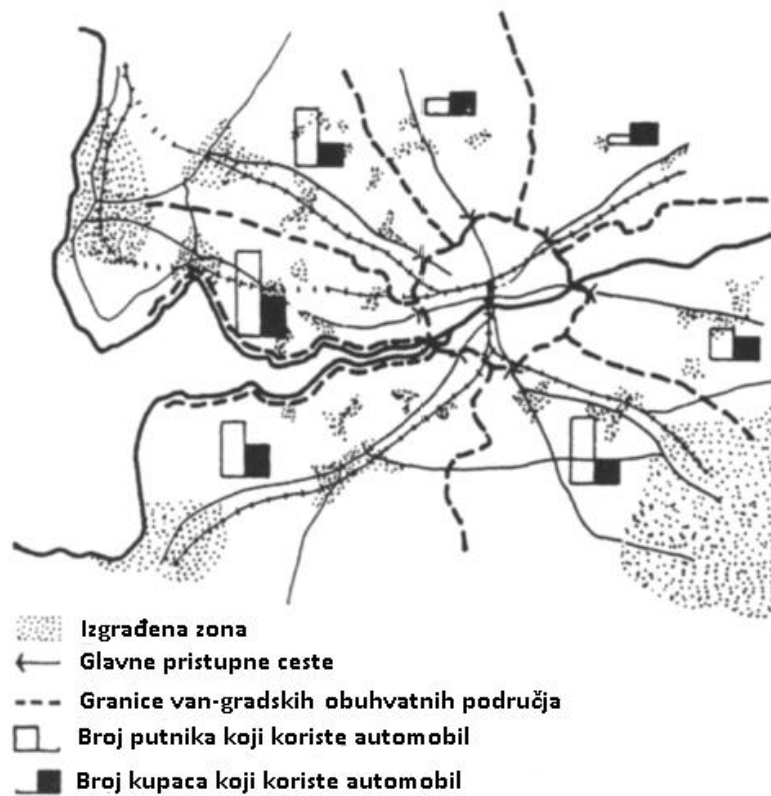 Izgrađena zona
Glavne pristupne ceste
Granice van-gradskih obuhvatnih područja
Broj putnika koji koriste automobil
Broj kupaca koji koriste automobil